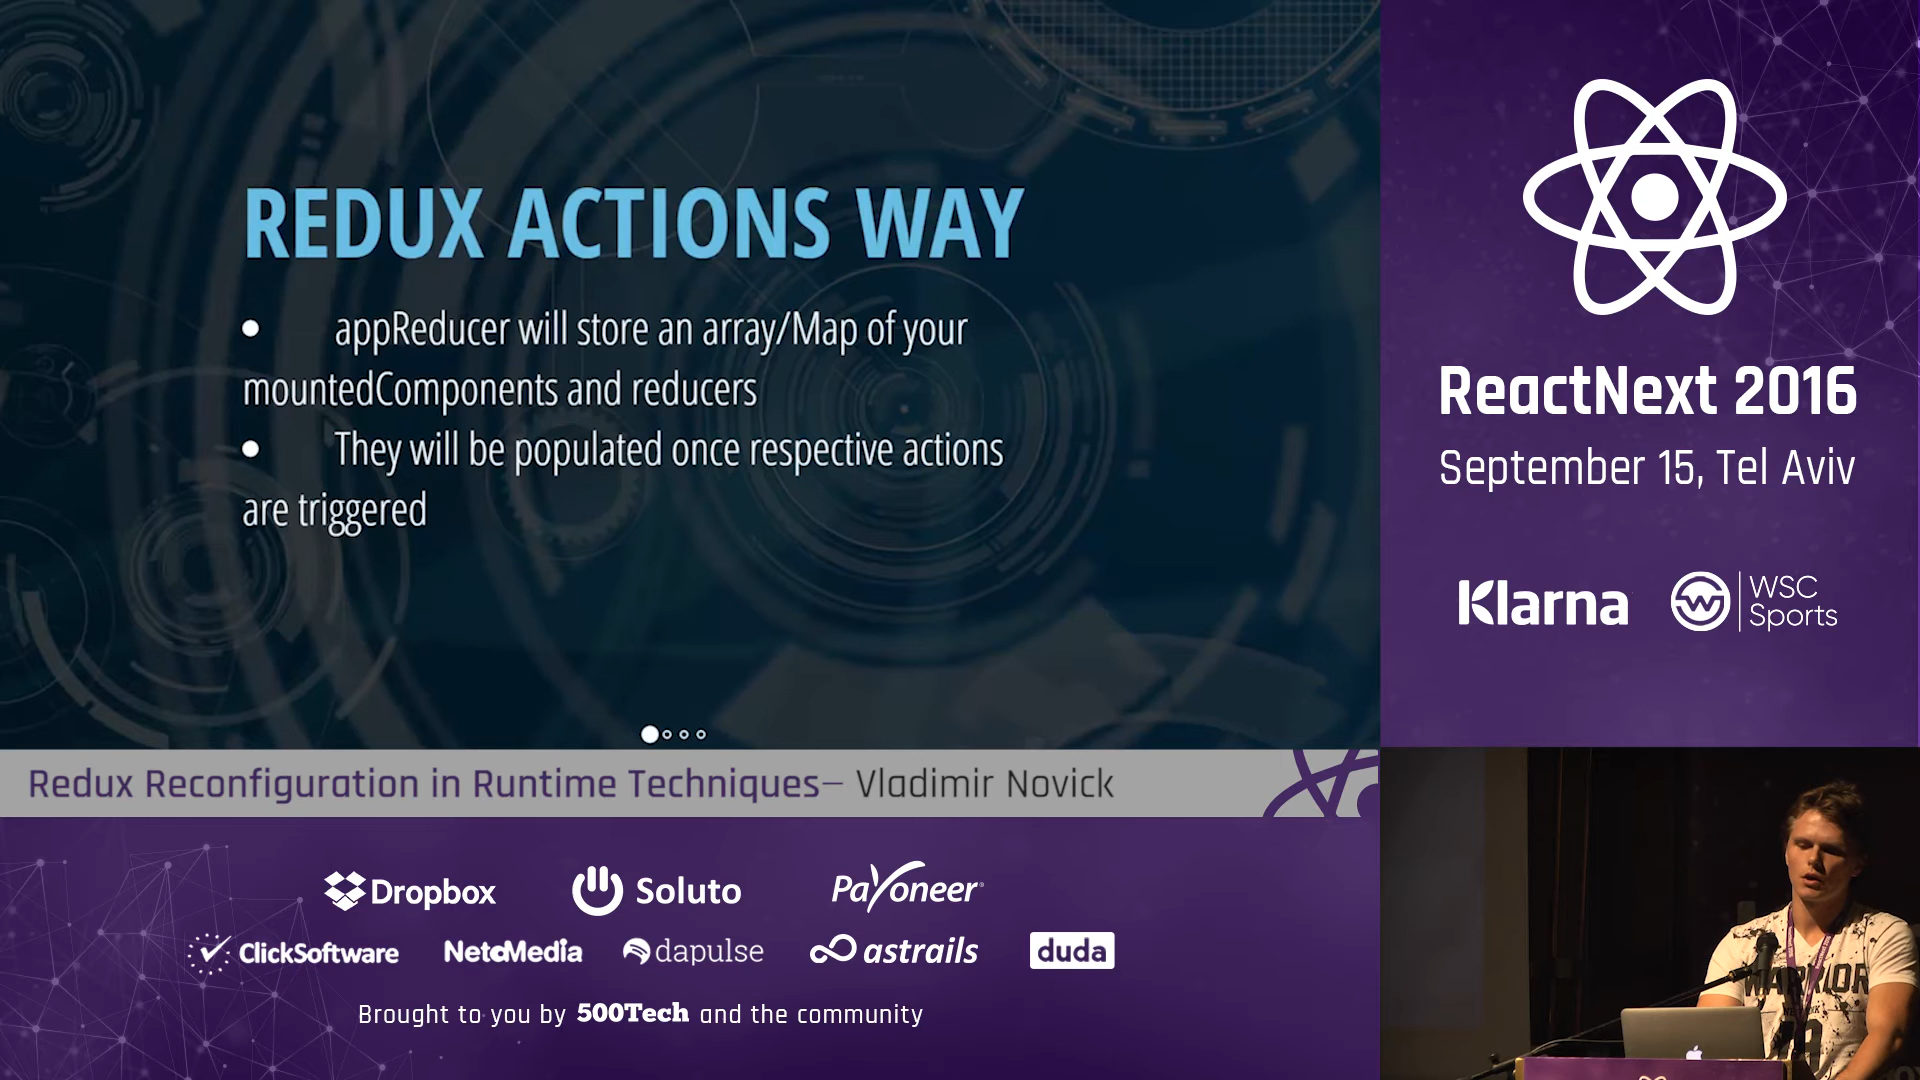 REDUX ACTIONS WAY
• appReducer will store an array/Map of your
mountedComponents and reducers
• They will be populated once respective actions
are triggered
Redux Reconfiguration in Runtime Techniques– Vladimir Novick
Dropbox Soluto Payoneer
ClickSoftware NetoMedia dapulse astrails duda
Brought to you by 500Tech and the community
ReactNext 2016
September 15, Tel Aviv
Klarna WSC
Sports
WARRIOR